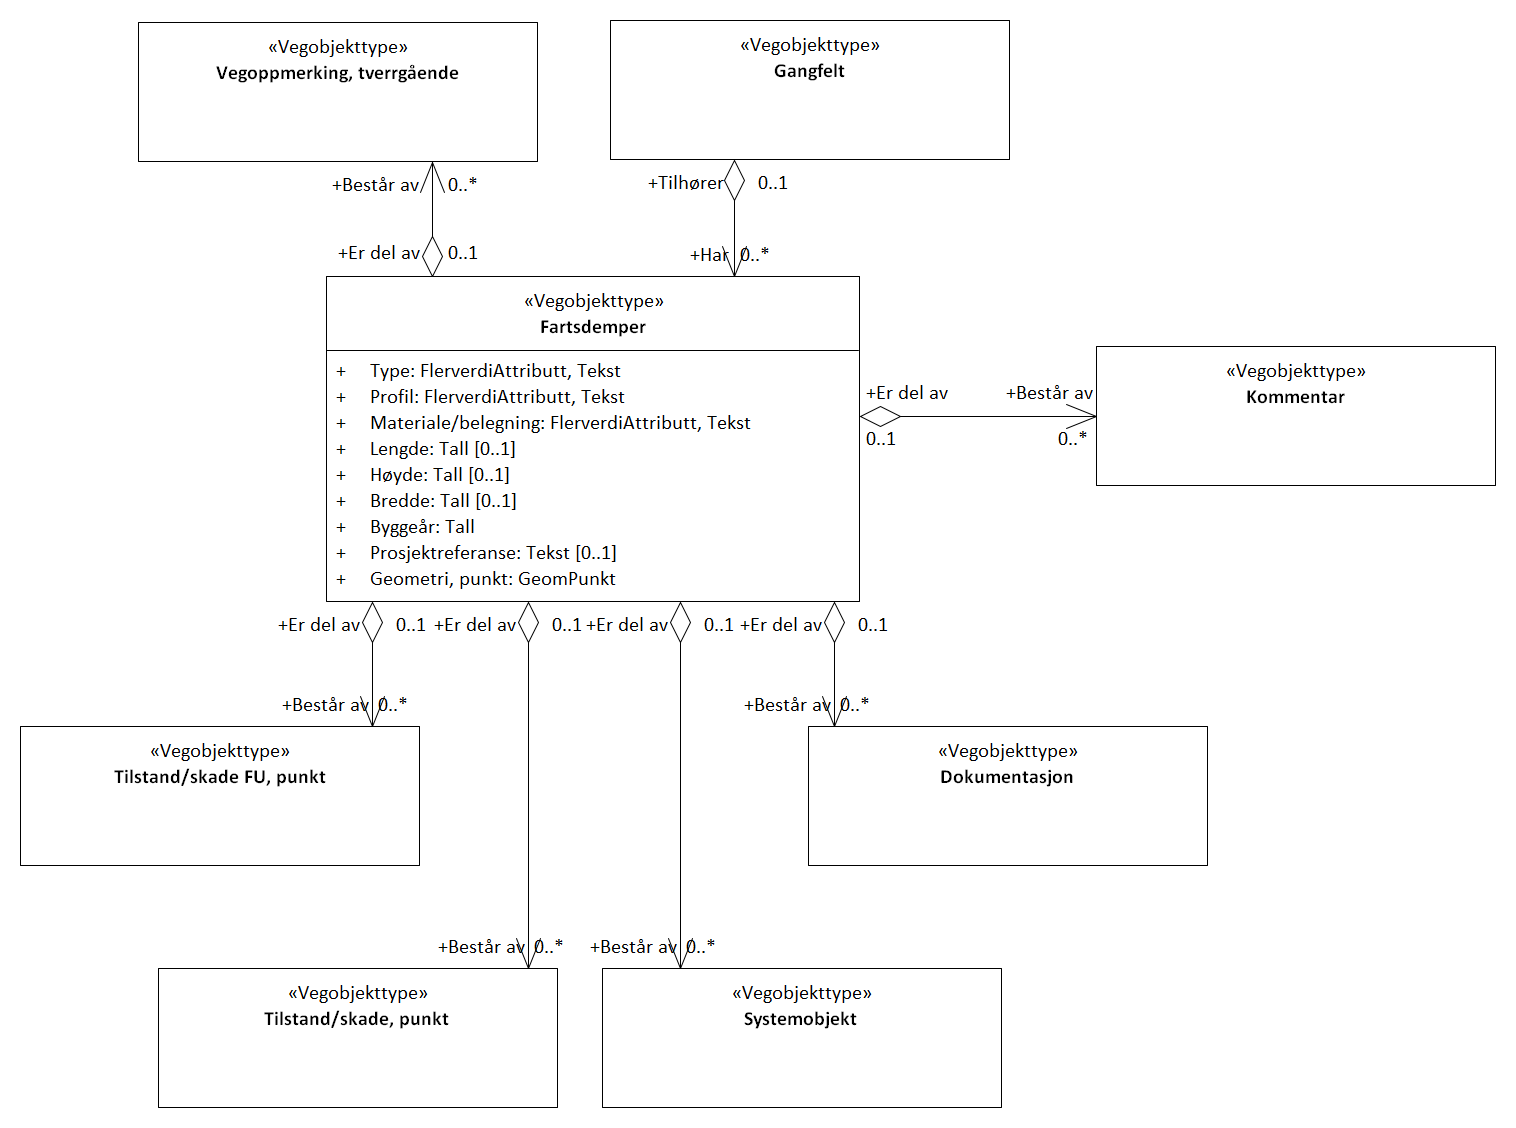 «Vegobjekttype»
Vegoppmerking, tverrgående
«Vegobjekttype»
Gangfelt
+Består av
0..*
+Er del av
0..1
+Tilhører
0..1
+Har
0..*
«Vegobjekttype»
Fartsdemper
+ Type: FlerverdiAttributt, Tekst
+ Profil: FlerverdiAttributt, Tekst
+ Materiale/belegning: FlerverdiAttributt, Tekst
+ Lengde: Tall [0..1]
+ Høyde: Tall [0..1]
+ Bredde: Tall [0..1]
+ Byggeår: Tall
+ Prosjektreferanse: Tekst [0..1]
+ Geometri, punkt: GeomPunkt
+Er del av
0..1
+Består av
0..*
«Vegobjekttype»
Kommentar
+Er del av
0..1
+Er del av
0..1
+Er del av
0..1
+Er del av
0..1
+Består av
0..*
+Består av
0..*
«Vegobjekttype»
Tilstand/skade FU, punkt
«Vegobjekttype»
Dokumentasjon
+Består av
0..*
+Består av
0..*
«Vegobjekttype»
Tilstand/skade, punkt
«Vegobjekttype»
Systemobjekt